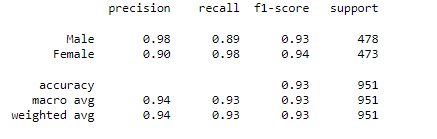 precision recall f1-score support
Male 0.98 0.89 0.93 478
Female 0.90 0.98 0.94 473
accuracy 0.93 951
macro avg 0.94 0.93 0.93 951
weighted avg 0.94 0.93 0.93 951